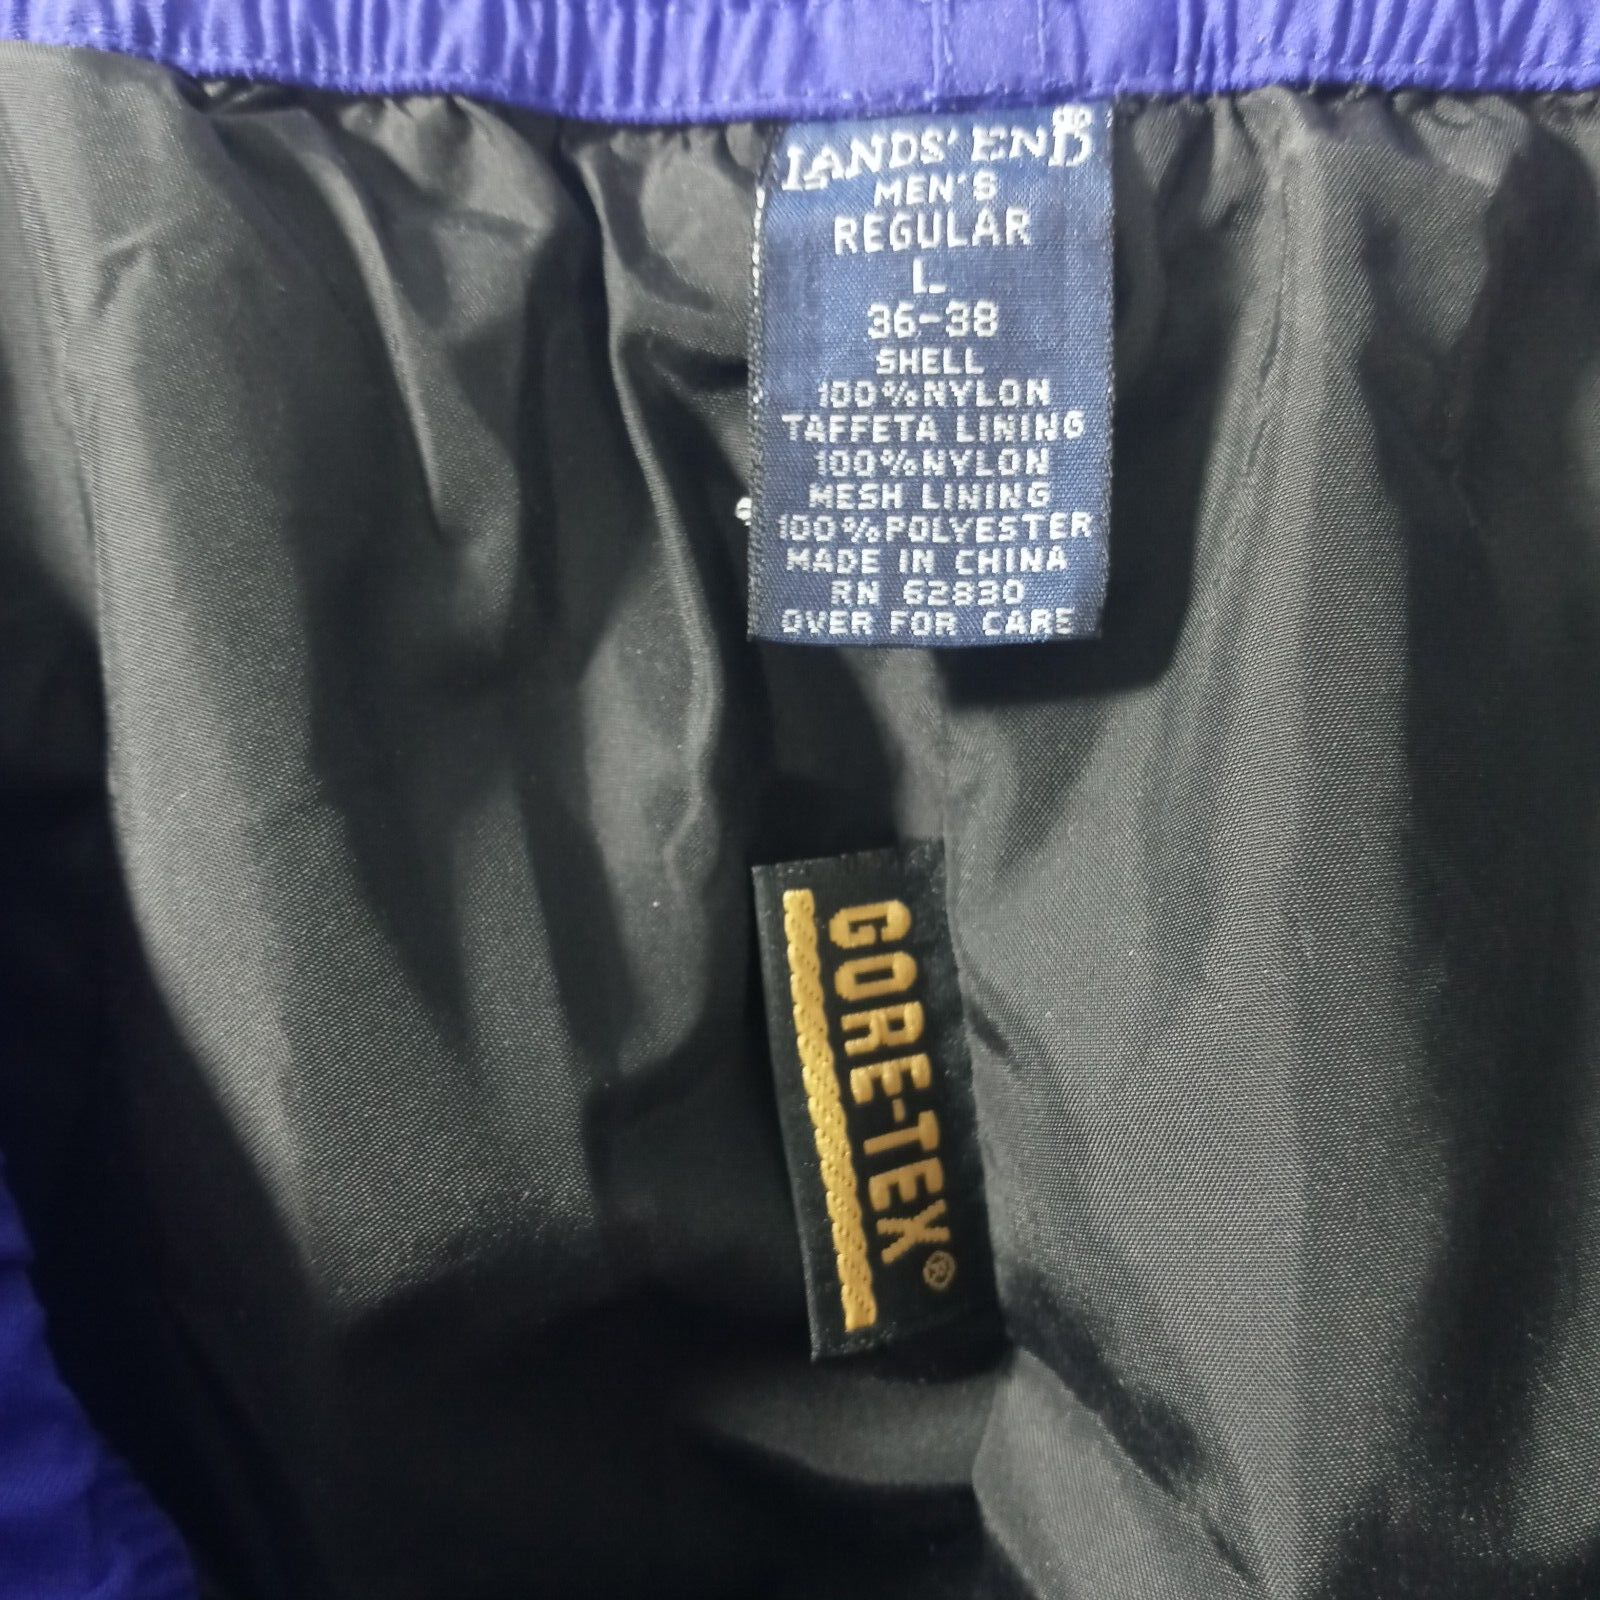 LANDS' END®
MEN'S
REGULAR
L
36-38
SHELL
100%NYLON
TAFFETA LINING
100%NYLON
MESH LINING
100%POLYESTER
MADE IN CHINA
RN 62830
OVER FOR CARE
GORE-TEX®